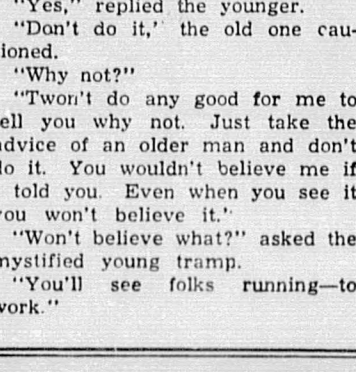 "Yes," replied the younger.
"Don't do it,' the old one cau-
ioned.
"Why not?"
"Twon't do any good for me to
ell you why not. Just take the
advice of an older man and don't
do it. You wouldn't believe me if
told you. Even when you see it
you won't believe it.'
"Won't believe what?" asked the
mystified young tramp.
"You'll see folks running—to
work."